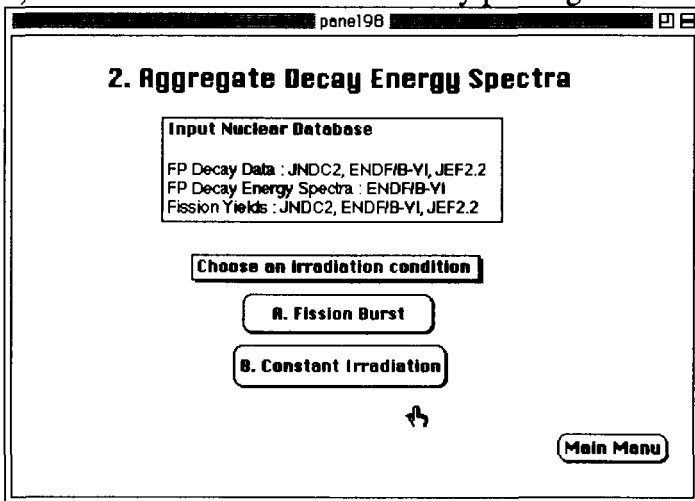 pane198
2. Aggregate Decay Energy Spectra
Input Nuclear Database
FP Decay Data : JNDC2, ENDF/B-VI, JEF2.2
FP Decay Energy Spectra : ENDF/B-VI
Fission Yields : JNDC2, ENDF/B-VI, JEF2.2
Choose an irradiation condition
A. Fission Burst
B. Constant Irradiation
Main Menu